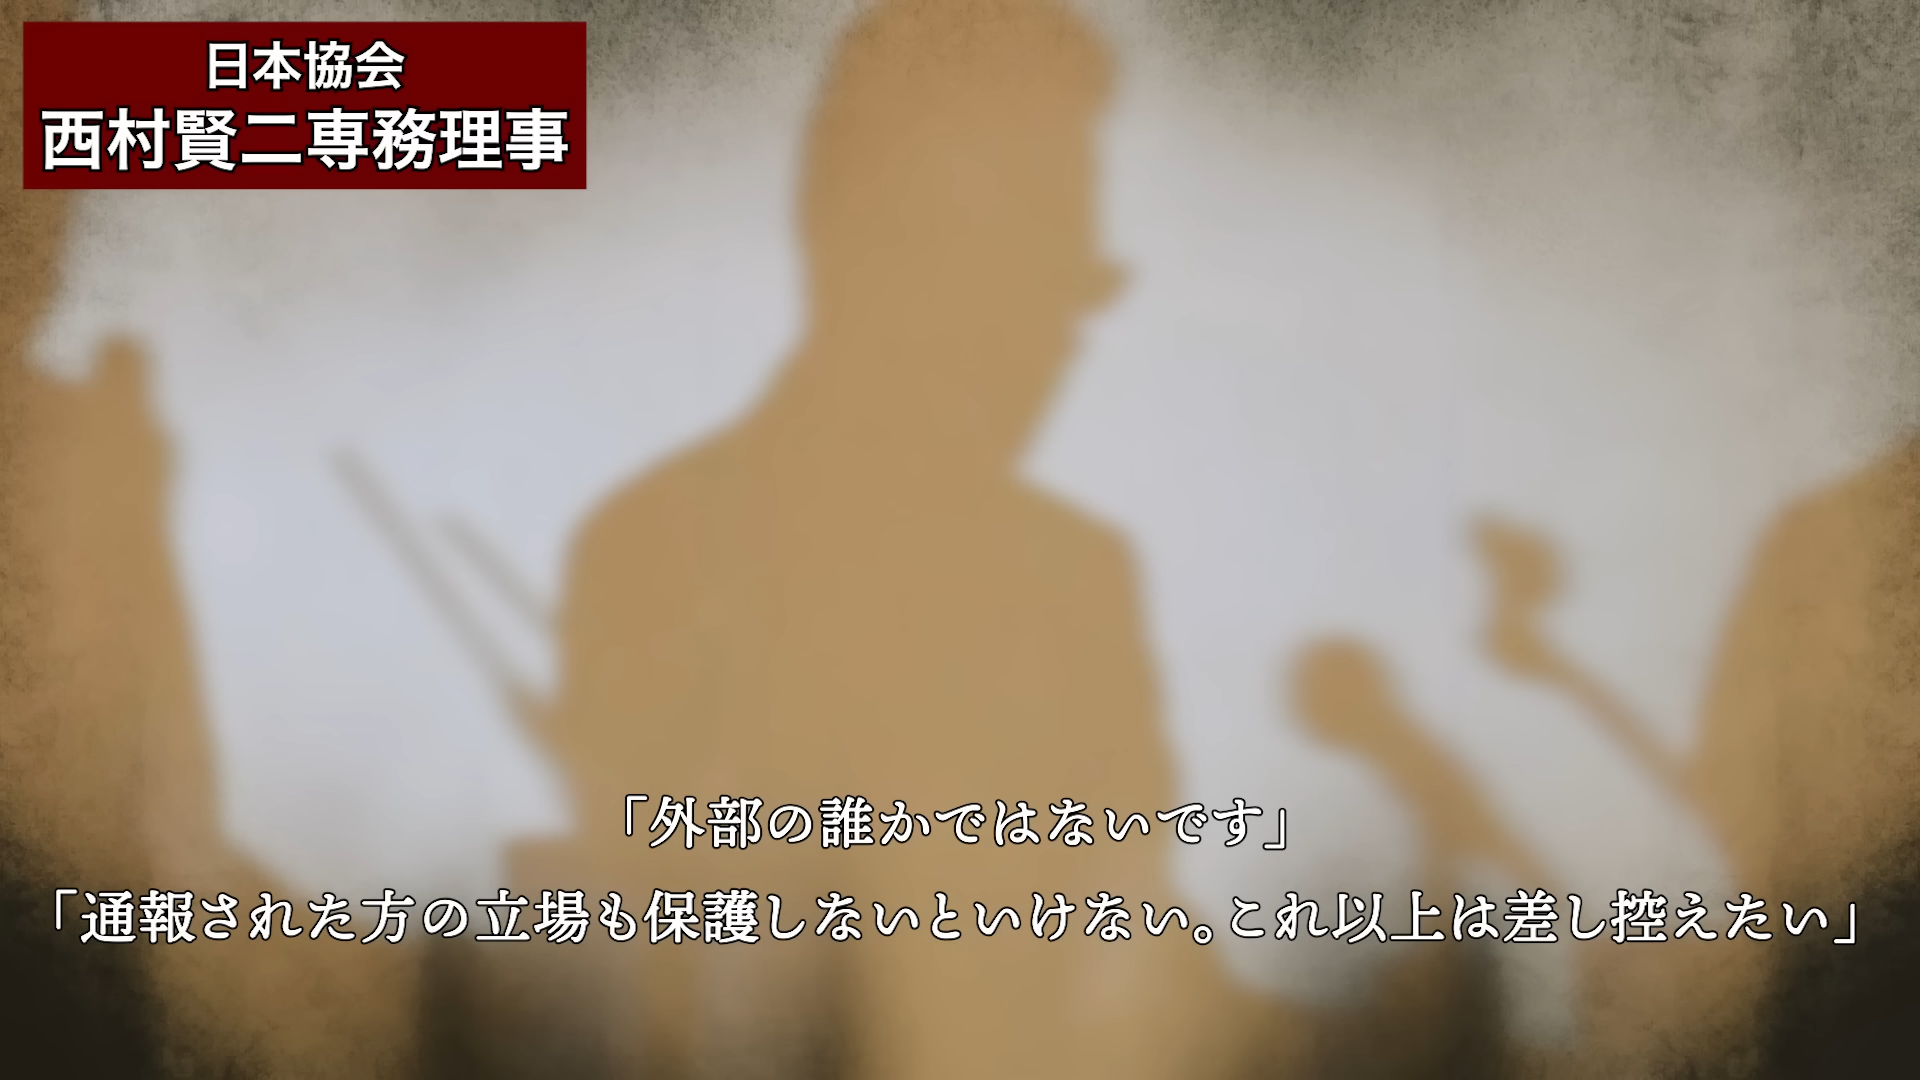 日本協会
西村賢二専務理事
「外部の誰かではないです」
「通報された方の立場も保護しないといけない。これ以上は差し控えたい」